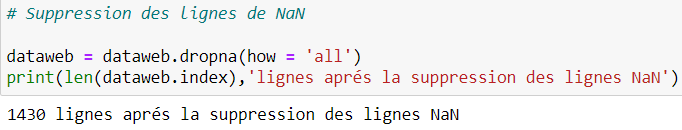 # Suppression des lignes de NaN
dataweb = dataweb.dropna(how = 'all')
print(len(dataweb.index),'lignes aprés la suppression des lignes NaN')
1430 lignes aprés la suppression des lignes NaN